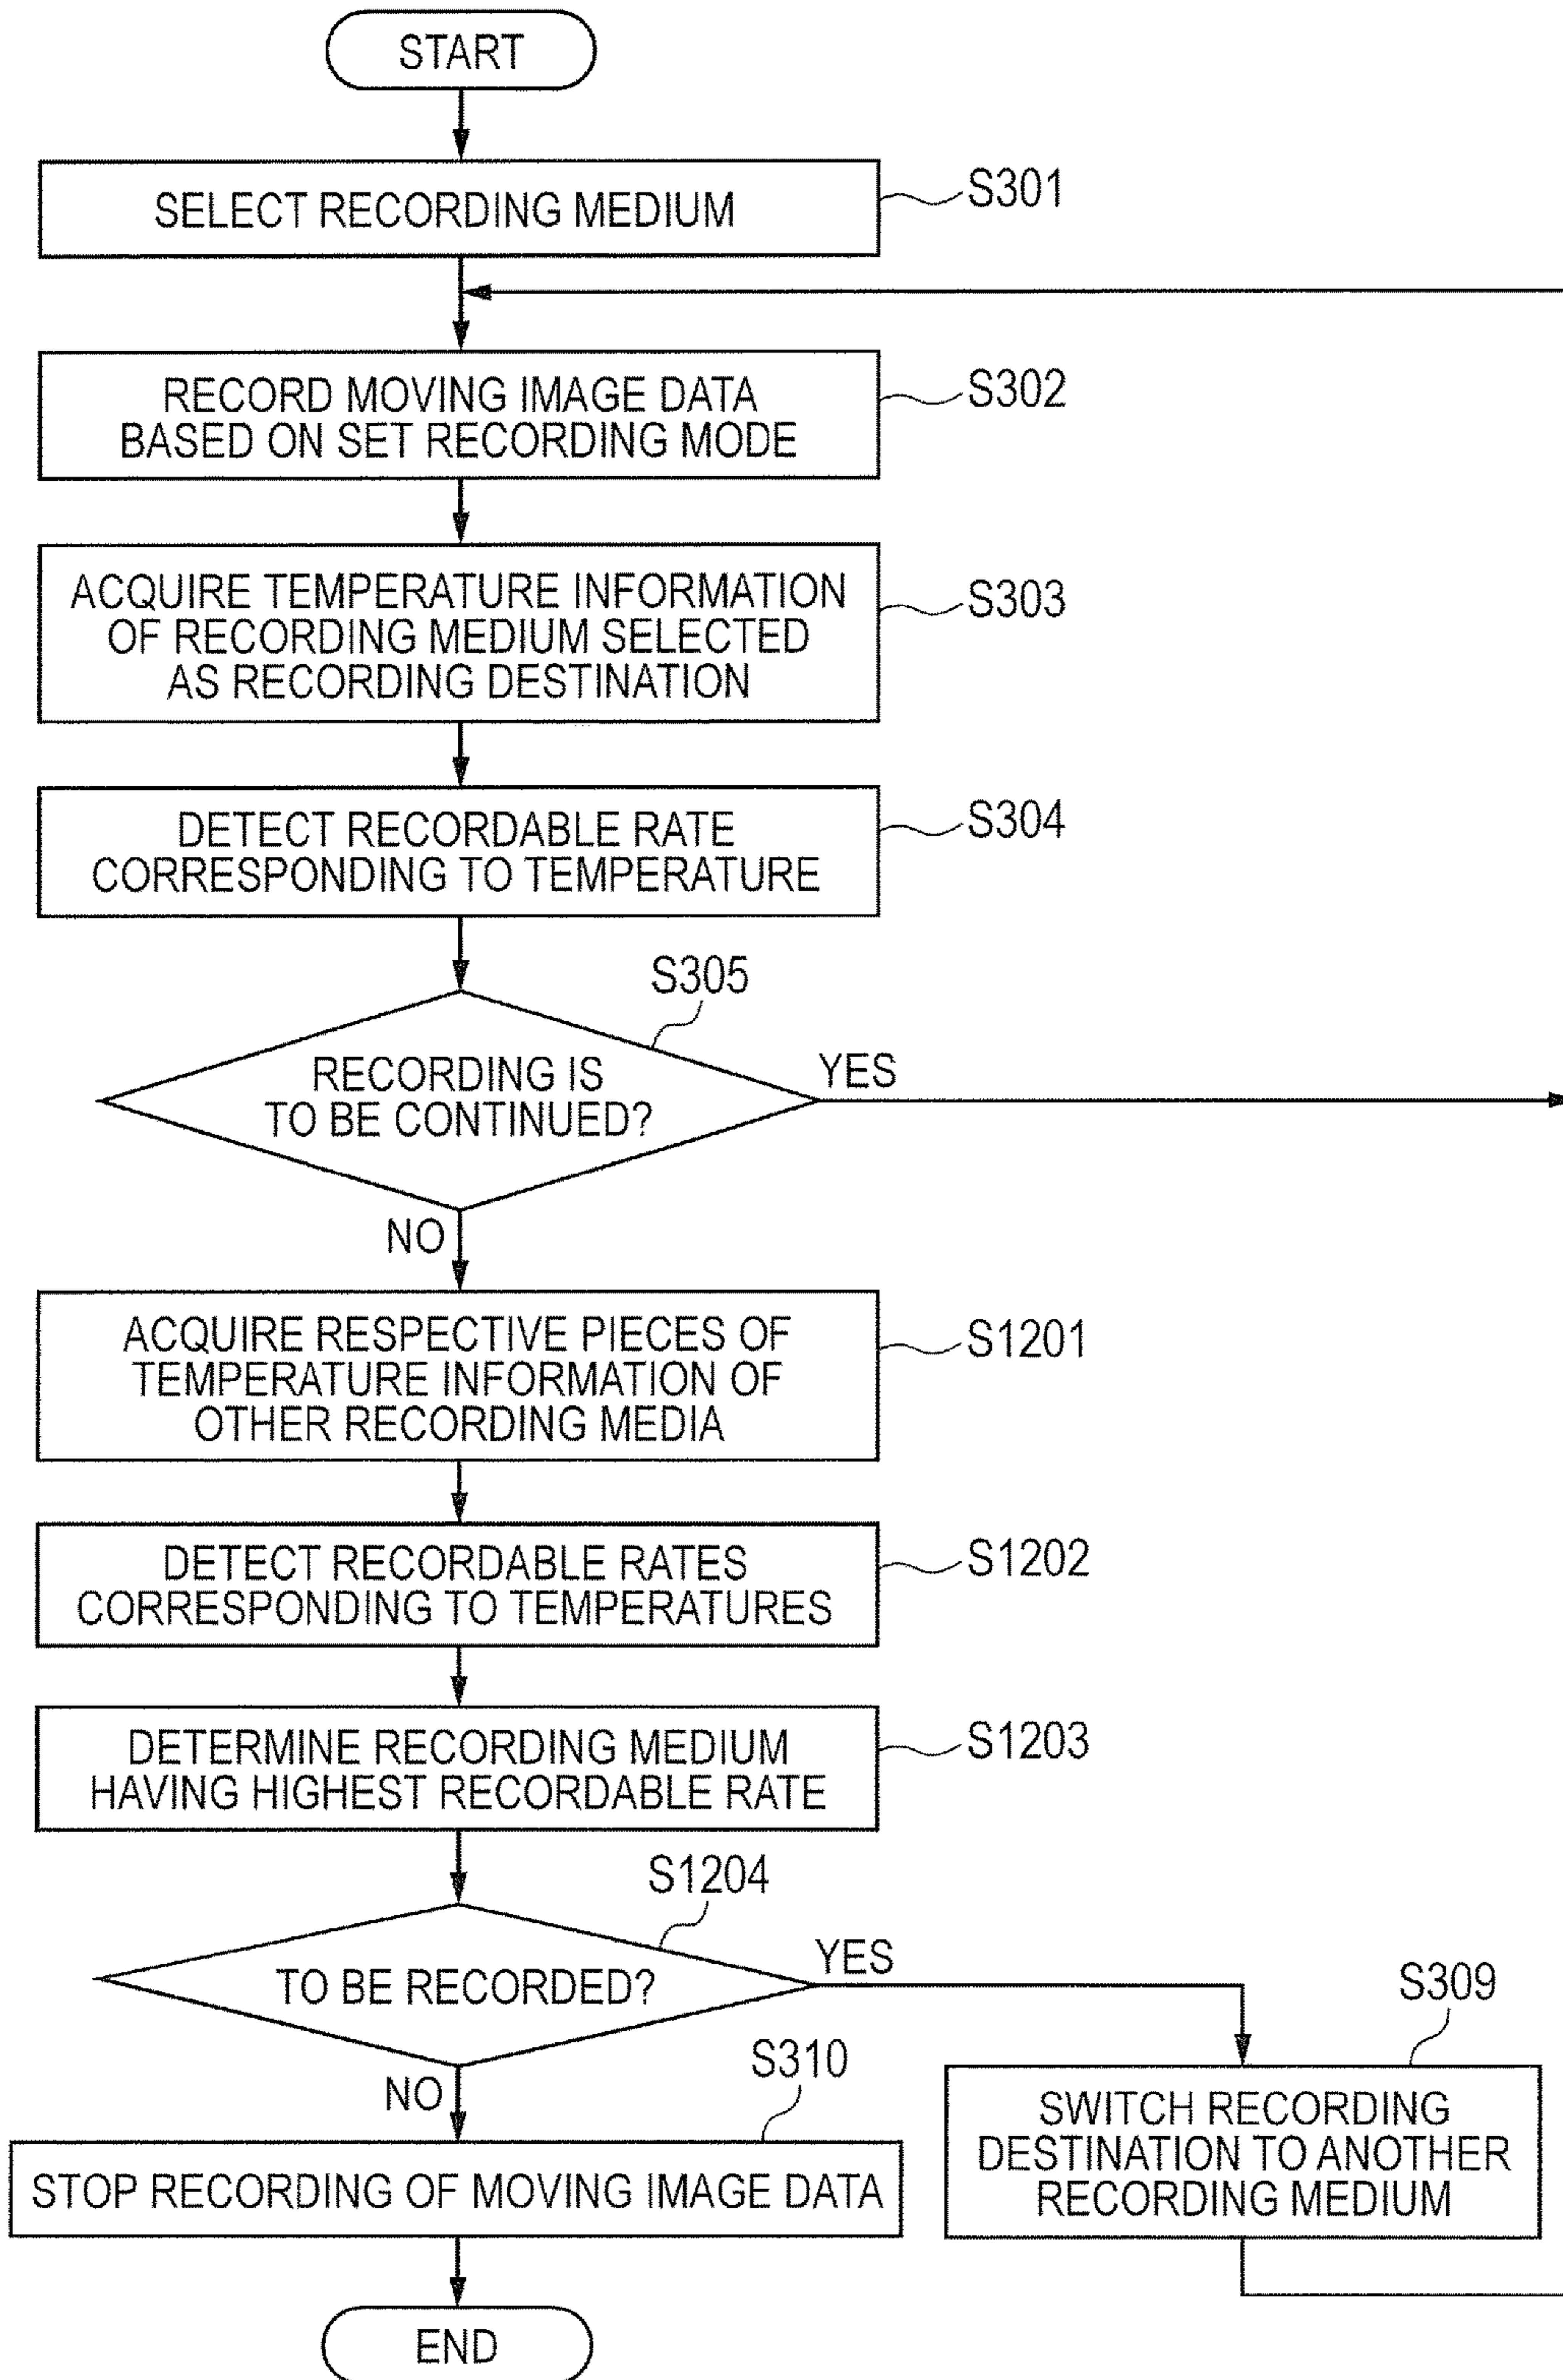 START
SELECT RECORDING MEDIUM
S301
RECORD MOVING IMAGE DATA
BASED ON SET RECORDING MODE
S302
ACQUIRE TEMPERATURE INFORMATION
OF RECORDING MEDIUM SELECTED
AS RECORDING DESTINATION
S303
DETECT RECORDABLE RATE
CORRESPONDING TO TEMPERATURE
S304
S305
RECORDING IS
TO BE CONTINUED?
YES
NO
ACQUIRE RESPECTIVE PIECES OF
TEMPERATURE INFORMATION OF
OTHER RECORDING MEDIA
S1201
DETECT RECORDABLE RATES
CORRESPONDING TO TEMPERATURES
S1202
DETERMINE RECORDING MEDIUM
HAVING HIGHEST RECORDABLE RATE
S1203
S1204
TO BE RECORDED?
YES
NO
S309
SWITCH RECORDING
DESTINATION TO ANOTHER
RECORDING MEDIUM
S310
STOP RECORDING OF MOVING IMAGE DATA
END